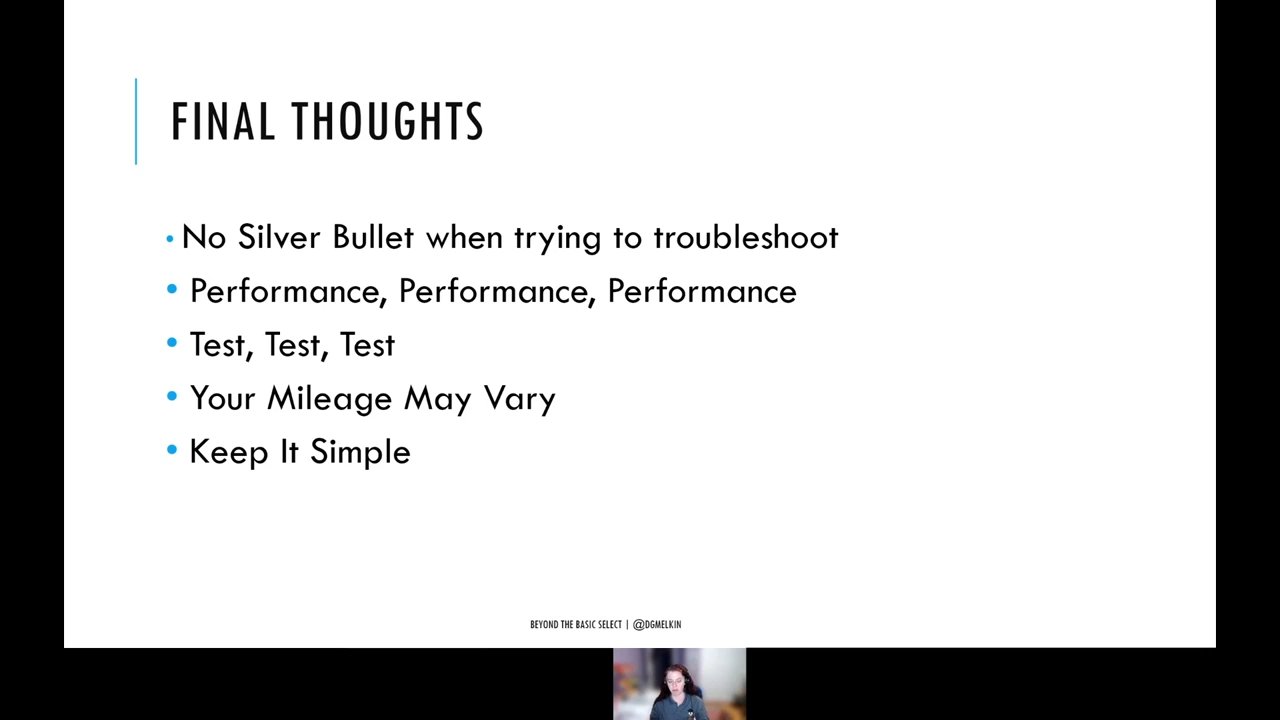 FINAL THOUGHTS
• No Silver Bullet when trying to troubleshoot
• Performance, Performance, Performance
• Test, Test, Test
• Your Mileage May Vary
• Keep It Simple
BEYOND THE BASIC SELECT | @DGMELKIN